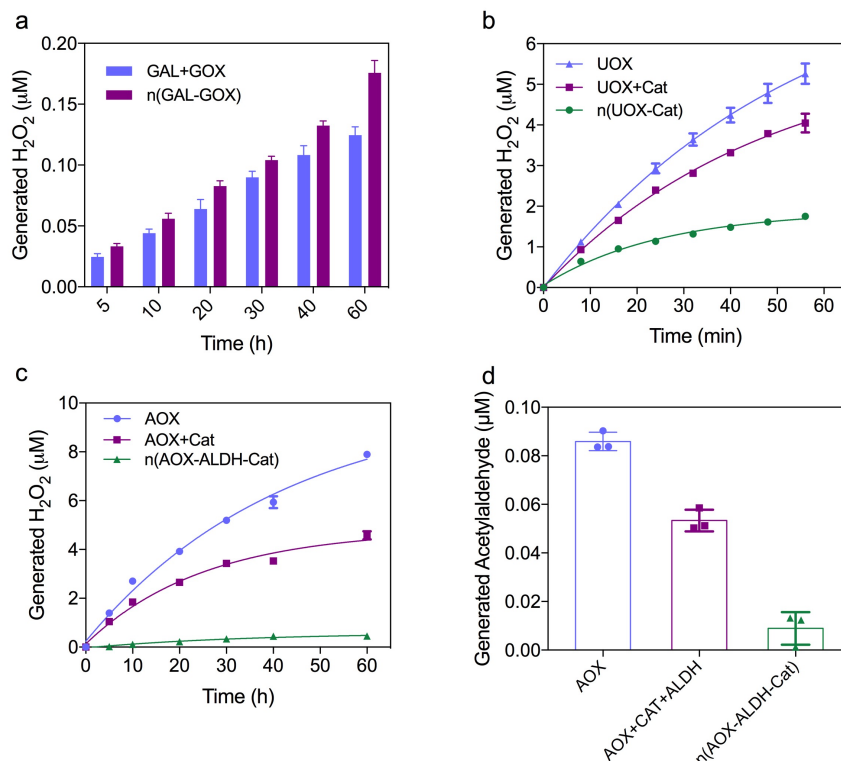 a
Generated H₂O₂ (μM)
0.20
0.15
0.10
0.05
0.00
GAL+GOX
n(GAL-GOX)
5
10
20
30
40
60
Time (h)
b
Generated H₂O₂ (μM)
6
5
4
3
2
1
0
UOX
UOX+Cat
n(UOX-Cat)
0
10
20
30
40
50
60
Time (min)
c
Generated H₂O₂ (μM)
10
8
6
4
2
0
AOX
AOX+Cat
n(AOX-ALDH-Cat)
0
10
20
30
40
50
60
Time (h)
d
Generated Acetylaldehyde (μM)
0.10
0.08
0.06
0.04
0.02
0.00
AOX
AOX+CAT+ALDH
n(AOX-ALDH-Cat)